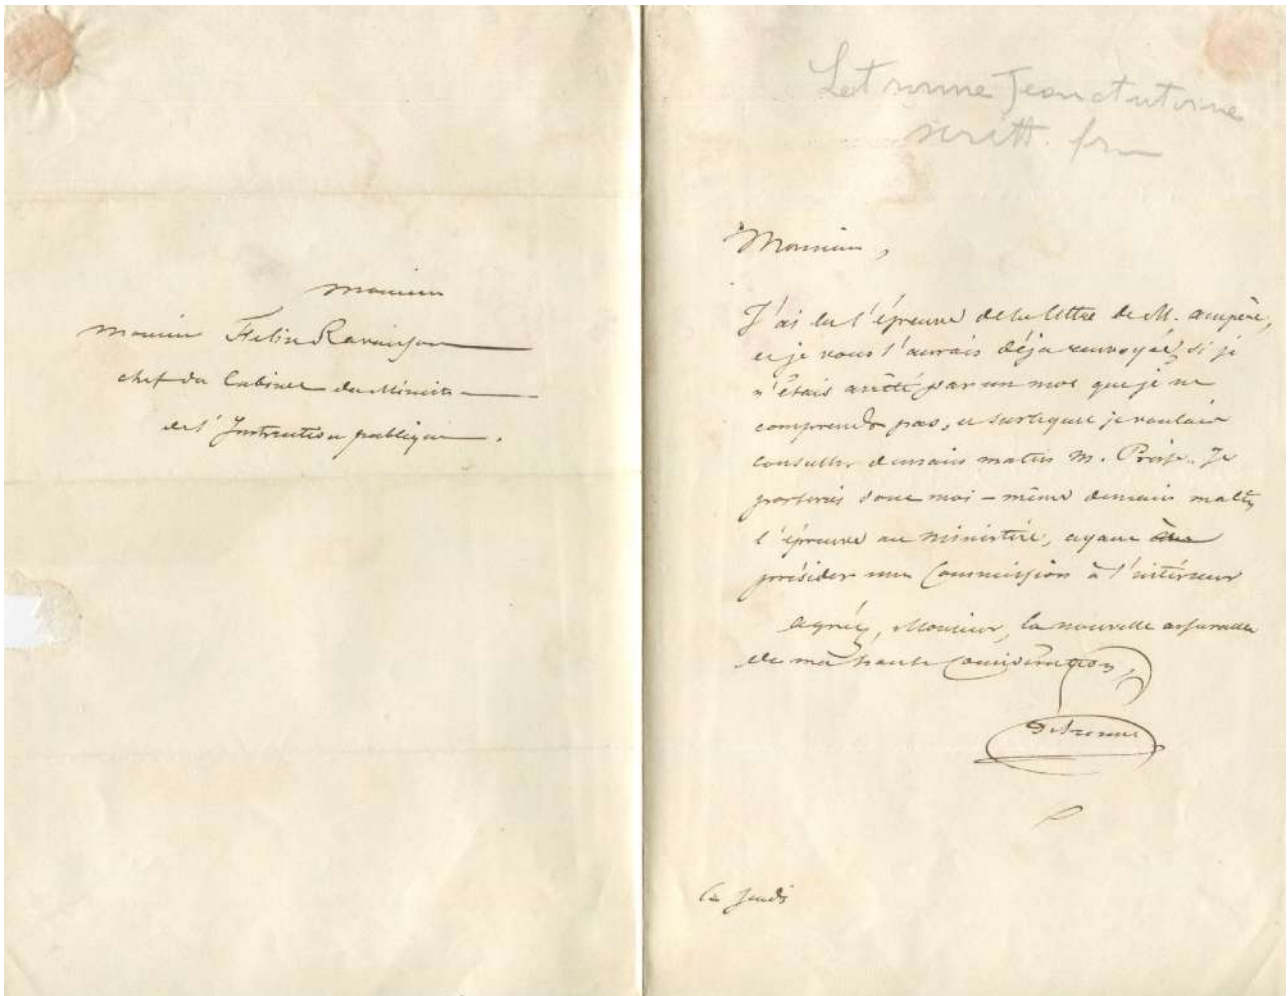 Monsieur
Monsieur Félix Ravaisson
chef du Cabinet du Ministre
de l'Instruction publique.
Letronne Jean Antoine
scritt. fr
Monsieur,
J'ai lu l'épreuve de la lettre de M. ampère,
et je vous l'aurais déjà renvoyée, si je
n'étais arrêté par un mot que je ne
comprends pas, et sur lequel je voulais
consulter demain matin M.
porterai donc moi-même demain matin
l'épreuve au ministère, ayant
présider une Commission à l'intérieur
agréez, Monsieur, la nouvelle assurance
de ma haute Considération,
Letronne
Ce Jeudi